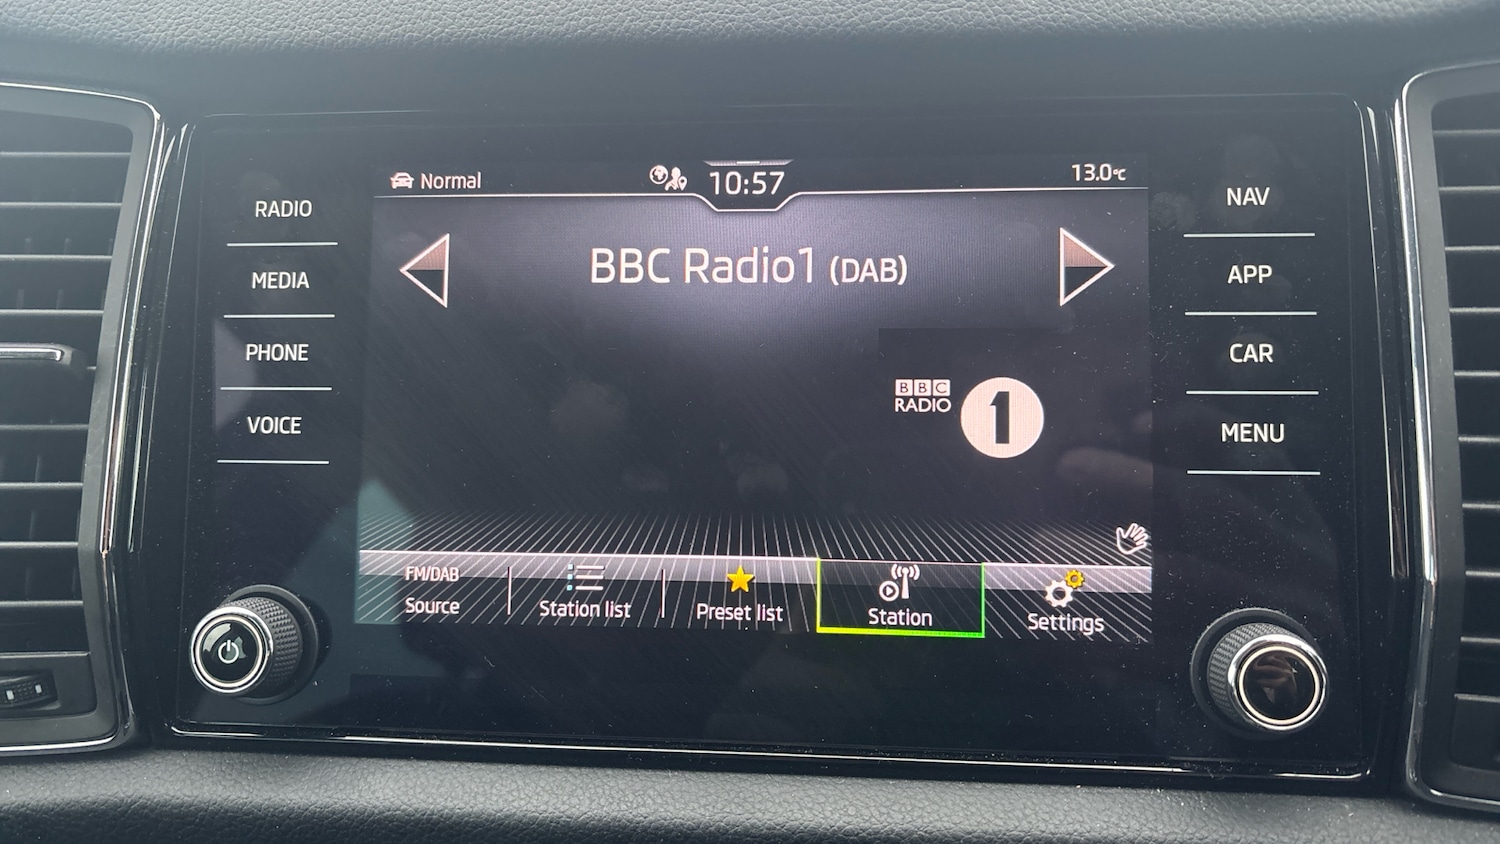 Normal
10:57
13.0°C
RADIO
MEDIA
PHONE
VOICE
BBC Radio1 (DAB)
BBC
RADIO
1
NAV
APP
CAR
MENU
FM/DAB
Source
Station list
Preset list
Station
Settings